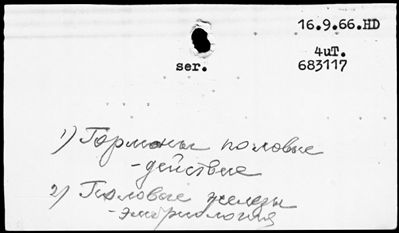 16.9.66.HD
4uT.
ser. 683117
1) Гормоны половые
- действие
2) Половые железы
- эмбриология